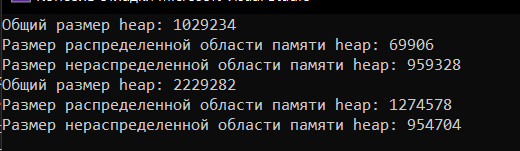 Общий размер heap: 1029234
Размер распределенной области памяти heap: 69906
Размер нераспределенной области памяти heap: 959328
Общий размер heap: 2229282
Размер распределенной области памяти heap: 1274578
Размер нераспределенной области памяти heap: 954704